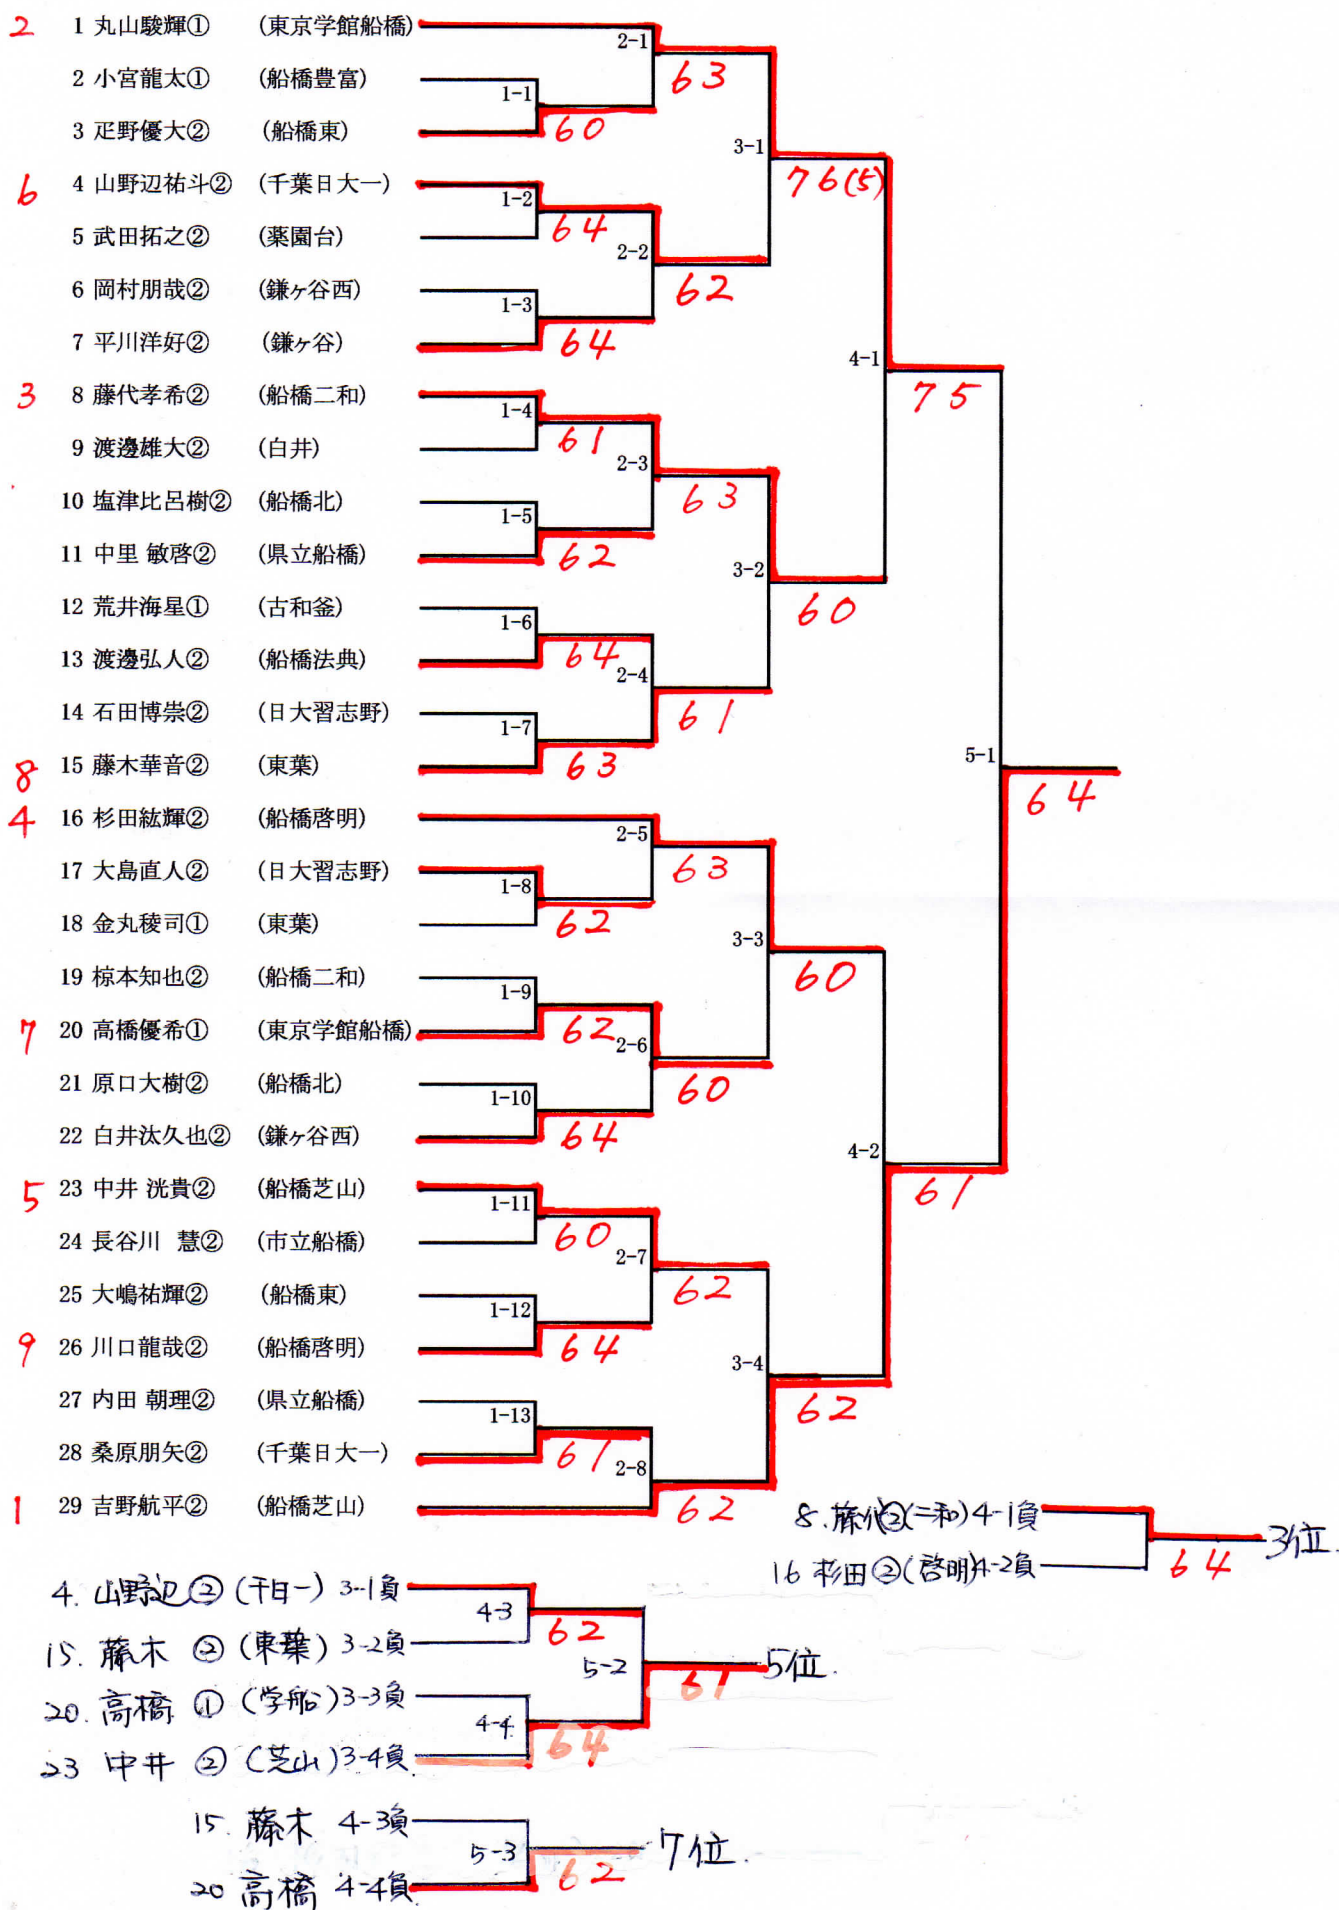 2 1 丸山駿輝① (東京学館船橋)
2-1
63
2 小宮龍太① (船橋豊富)
1-1
60
3 疋野優大② (船橋東)
3-1
76(5)
6 4 山野辺祐斗② (千葉日大一)
1-2
64
5 武田拓之② (薬園台)
2-2
62
6 岡村朋哉② (鎌ヶ谷西)
1-3
64
7 平川洋好② (鎌ヶ谷)
4-1
75
3 8 藤代孝希② (船橋二和)
1-4
61
9 渡邊雄大② (白井)
2-3
63
10 塩津比呂樹② (船橋北)
1-5
62
11 中里 敏啓② (県立船橋)
3-2
60
12 荒井海星① (古和釜)
1-6
64
13 渡邊弘人② (船橋法典)
2-4
61
14 石田博崇② (日大習志野)
1-7
63
8 15 藤木華音② (東葉)
5-1
64
4 16 杉田紘輝② (船橋啓明)
2-5
63
17 大島直人② (日大習志野)
1-8
62
18 金丸稜司① (東葉)
3-3
60
19 椋本知也② (船橋二和)
1-9
62
7 20 高橋優希① (東京学館船橋)
2-6
60
21 原口大樹② (船橋北)
1-10
64
22 白井汰久也② (鎌ヶ谷西)
4-2
61
5 23 中井 洸貴② (船橋芝山)
1-11
60
24 長谷川 慧② (市立船橋)
2-7
62
25 大嶋祐輝② (船橋東)
1-12
64
9 26 川口龍哉② (船橋啓明)
3-4
62
27 内田 朝理② (県立船橋)
1-13
61
28 桑原朋矢② (千葉日大一)
2-8
62
1 29 吉野航平② (船橋芝山)
8.藤代②(二和)4-1負
64
3位.
16 杉田②(啓明)4-2負
4. 山野辺② (千日一) 3-1負
4-3
62
15. 藤木 ② (東葉) 3-2負
5-2
61
5位.
20. 高橋 ① (学船) 3-3負
4-4
64
23 中井 ② (芝山) 3-4負
15. 藤木 4-3負
5-3
62
7位.
20 高橋 4-4負